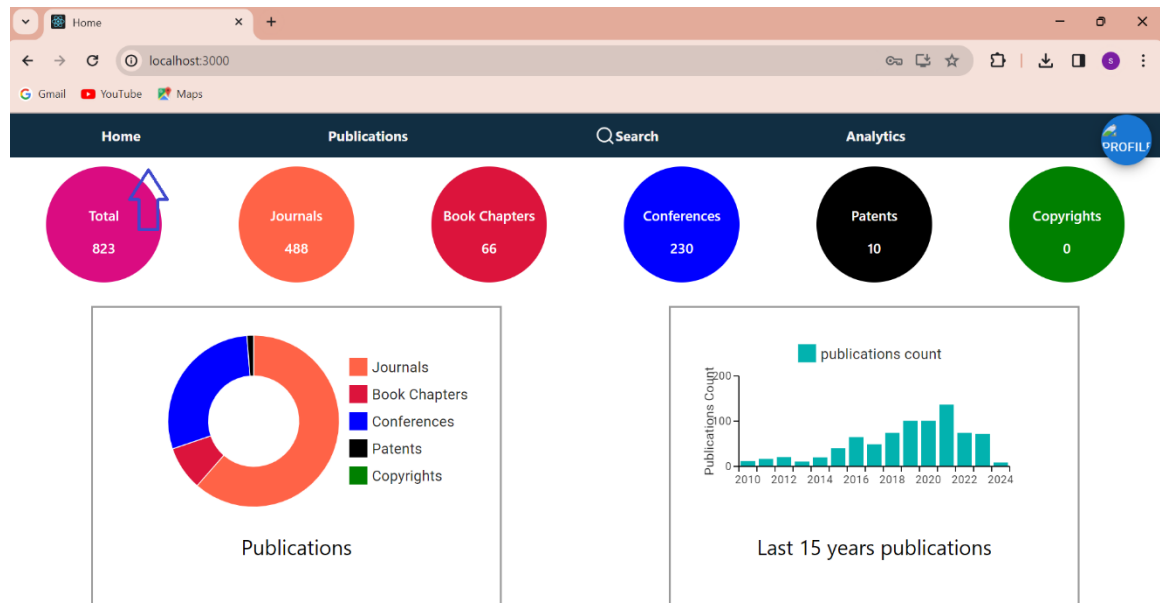 Home
localhost:3000
Gmail YouTube Maps
Home Publications Search Analytics
PROFILE
Total Journals Book Chapters Conferences Patents Copyrights
823 488 66 230 10 0
Journals
Book Chapters
Conferences
Patents
Copyrights
Publications
publications count
Publications Count
200
100
0
2010 2012 2014 2016 2018 2020 2022 2024
Last 15 years publications